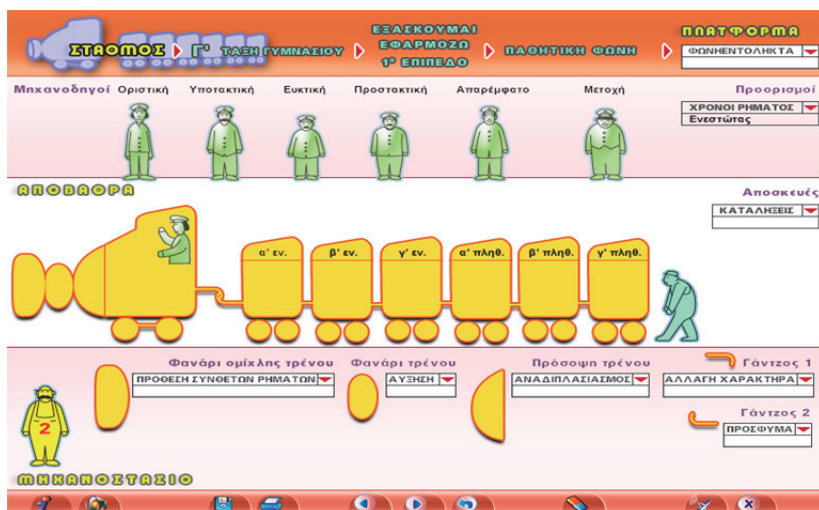 ΣΤΑΘΜΟΣ Γ' ΤΑΞΗ ΓΥΜΝΑΣΙΟΥ
ΕΞΑΣΚΟΥΜΑΙ
ΕΦΑΡΜΟΖΩ
1º ΕΠΙΠΕΔΟ
ΠΑΘΗΤΙΚΗ ΦΩΝΗ
ΠΛΑΤΦΟΡΜΑ
ΦΩΝΗΕΝΤΟΛΗΚΤΑ
Μηχανοδηγοί Οριστική Υποτακτική Ευκτική Προστακτική Απαρέμφατο Μετοχή
Προορισμοί
ΧΡΟΝΟΙ ΡΗΜΑΤΟΣ
Ενεστώτας
ΑΠΟΒΑΘΡΑ
Αποσκευές
ΚΑΤΑΛΗΞΕΙΣ
α' εν. β' εν. γ' εν. α' πληθ. β' πληθ. γ' πληθ.
Φανάρι ομίχλης τρένου Φανάρι τρένου Πρόσοψη τρένου Γάντζος 1
ΠΡΟΘΕΣΗ ΣΥΝΘΕΤΩΝ ΡΗΜΑΤΩΝ ΑΥΞΗΣΗ ΑΝΑΔΙΠΛΑΣΙΑΣΜΟΣ ΑΛΛΑΓΗ ΧΑΡΑΚΤΗΡΑ
Γάντζος 2
ΠΡΟΣΦΥΜΑ
2
ΜΗΧΑΝΟΣΤΑΣΙΟ